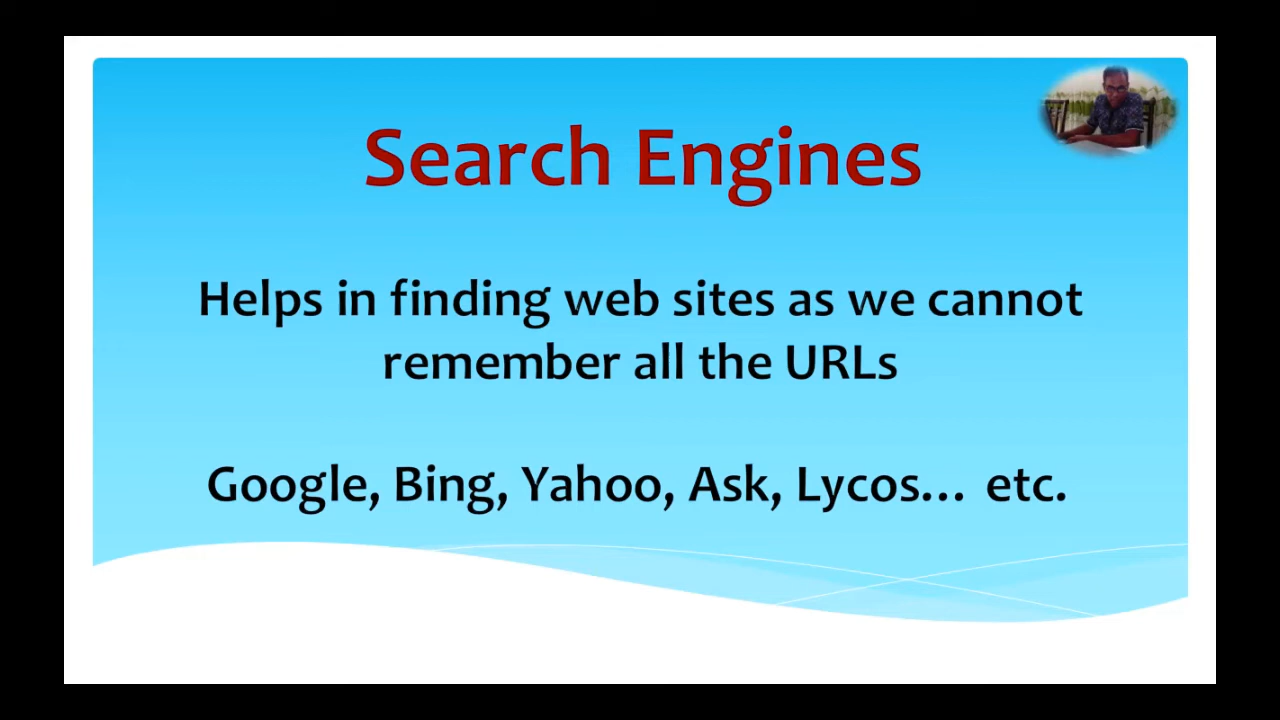 Search Engines
Helps in finding web sites as we cannot
remember all the URLs
Google, Bing, Yahoo, Ask, Lycos... etc.